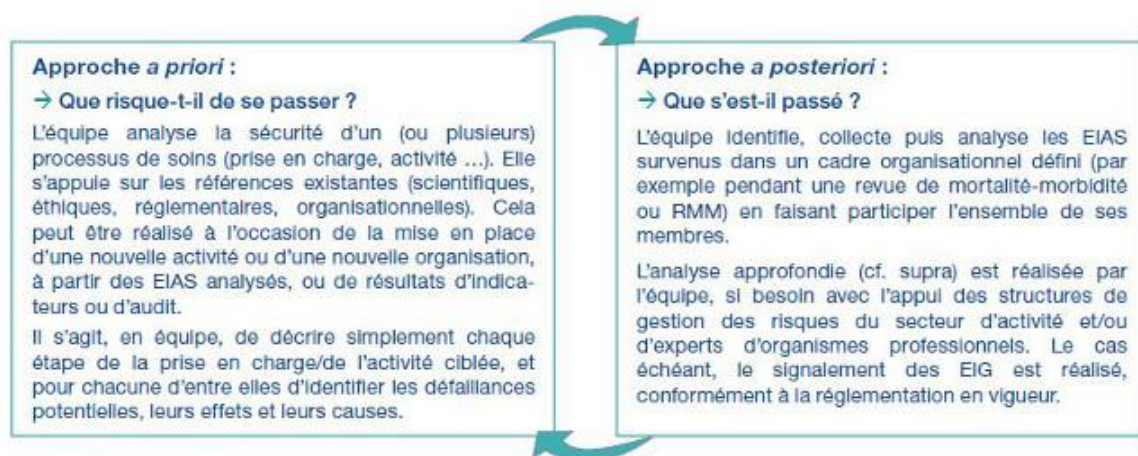 Approche a priori :
→ Que risque-t-il de se passer ?
L'équipe analyse la sécurité d'un (ou plusieurs)
processus de soins (prise en charge, activité ...). Elle
s'appuie sur les références existantes (scientifiques,
éthiques, réglementaires, organisationnelles). Cela
peut être réalisé à l'occasion de la mise en place
d'une nouvelle activité ou d'une nouvelle organisation,
à partir des EIAS analysés, ou de résultats d'indica-
teurs ou d'audit.
Il s'agit, en équipe, de décrire simplement chaque
étape de la prise en charge/de l'activité ciblée, et
pour chacune d'entre elles d'identifier les défaillances
potentielles, leurs effets et leurs causes.
Approche a posteriori :
→ Que s'est-il passé ?
L'équipe identifie, collecte puis analyse les EIAS
survenus dans un cadre organisationnel défini (par
exemple pendant une revue de mortalité-morbidité
ou RMM) en faisant participer l'ensemble de ses
membres.
L'analyse approfondie (cf. supra) est réalisée par
l'équipe, si besoin avec l'appui des structures de
gestion des risques du secteur d'activité et/ou
d'experts d'organismes professionnels. Le cas
échéant, le signalement des EIG est réalisé,
conformément à la réglementation en vigueur.